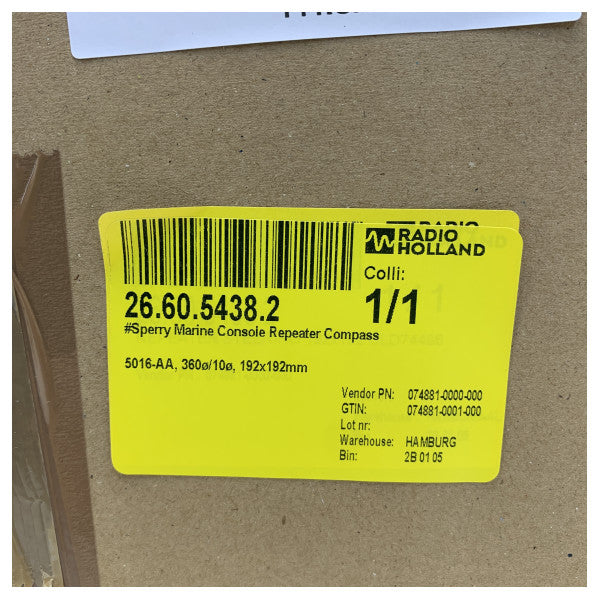 RADIO
HOLLAND
Colli:
1/1
26.60.5438.2
#Sperry Marine Console Repeater Compass
5016-AA, 360ø/10ø, 192x192mm
Vendor PN: 074881-0000-000
GTIN: 074881-0001-000
Lot nr:
Warehouse: HAMBURG
Bin: 2B 01 05